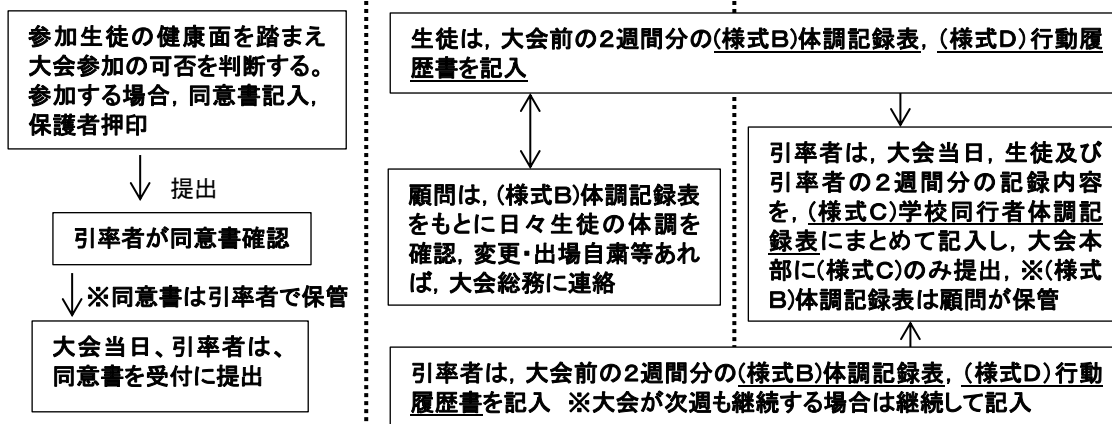 参加生徒の健康面を踏まえ
大会参加の可否を判断する。
参加する場合，同意書記入，
保護者押印
提出
引率者が同意書確認
※同意書は引率者で保管
大会当日、引率者は、
同意書を受付に提出
生徒は，大会前の２週間分の(様式Ｂ)体調記録表，(様式Ｄ)行動履
歴書を記入
顧問は，(様式Ｂ)体調記録表
をもとに日々生徒の体調を
確認，変更・出場自粛等あれ
ば，大会総務に連絡
引率者は，大会当日，生徒及び
引率者の２週間分の記録内容
を，(様式Ｃ)学校同行者体調記
録表にまとめて記入し，大会本
部に(様式Ｃ)のみ提出，※(様式
Ｂ)体調記録表は顧問が保管
引率者は，大会前の２週間分の(様式Ｂ)体調記録表，(様式Ｄ)行動
履歴書を記入 ※大会が次週も継続する場合は継続して記入